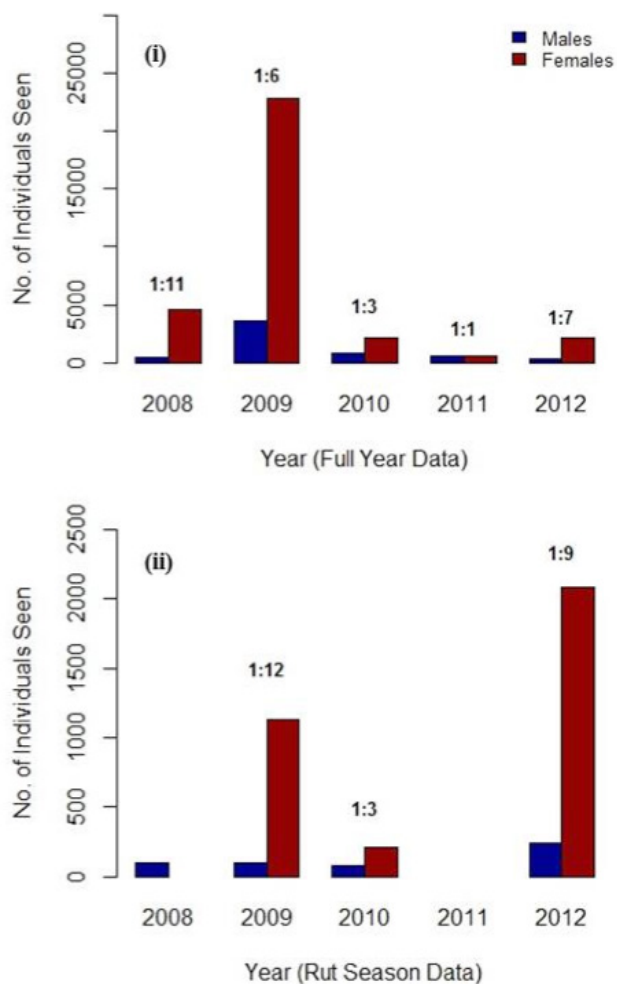 (i)
Males
Females
No. of Individuals Seen
25000
15000
5000
0
1:11
1:6
1:3
1:1
1:7
2008 2009 2010 2011 2012
Year (Full Year Data)
(ii)
No. of Individuals Seen
2500
2000
1500
1000
500
0
1:12
1:3
1:9
2008 2009 2010 2011 2012
Year (Rut Season Data)